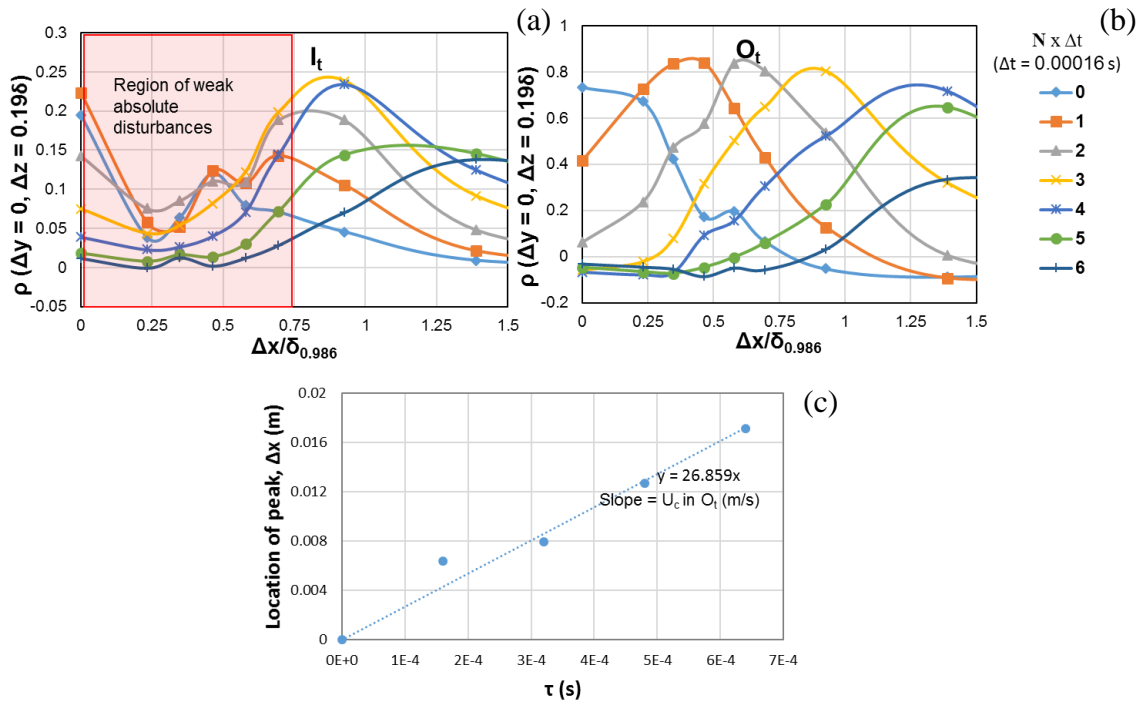 (a)
0.3
0.25
0.2
0.15
0.1
0.05
0
-0.05
ρ (Δy = 0, Δz = 0.19δ)
I_t
Region of weak
absolute
disturbances
0 0.25 0.5 0.75 1 1.25 1.5
Δx/δ_0.986
(b)
1
0.8
0.6
0.4
0.2
0
-0.2
ρ (Δy = 0, Δz = 0.19δ)
O_t
0 0.25 0.5 0.75 1 1.25 1.5
Δx/δ_0.986
N x Δt
(Δt = 0.00016 s)
0
1
2
3
4
5
6
(c)
0.02
0.016
0.012
0.008
0.004
0
Location of peak, Δx (m)
y = 26.859x
Slope = U_c in O_t (m/s)
0E+0 1E-4 2E-4 3E-4 4E-4 5E-4 6E-4 7E-4
τ (s)